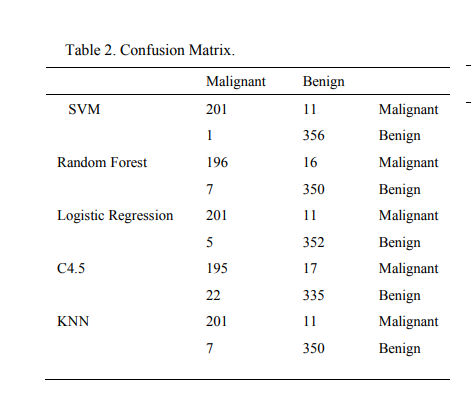 Table 2. Confusion Matrix.
Malignant Benign
SVM 201 11 Malignant
1 356 Benign
Random Forest 196 16 Malignant
7 350 Benign
Logistic Regression 201 11 Malignant
5 352 Benign
C4.5 195 17 Malignant
22 335 Benign
KNN 201 11 Malignant
7 350 Benign